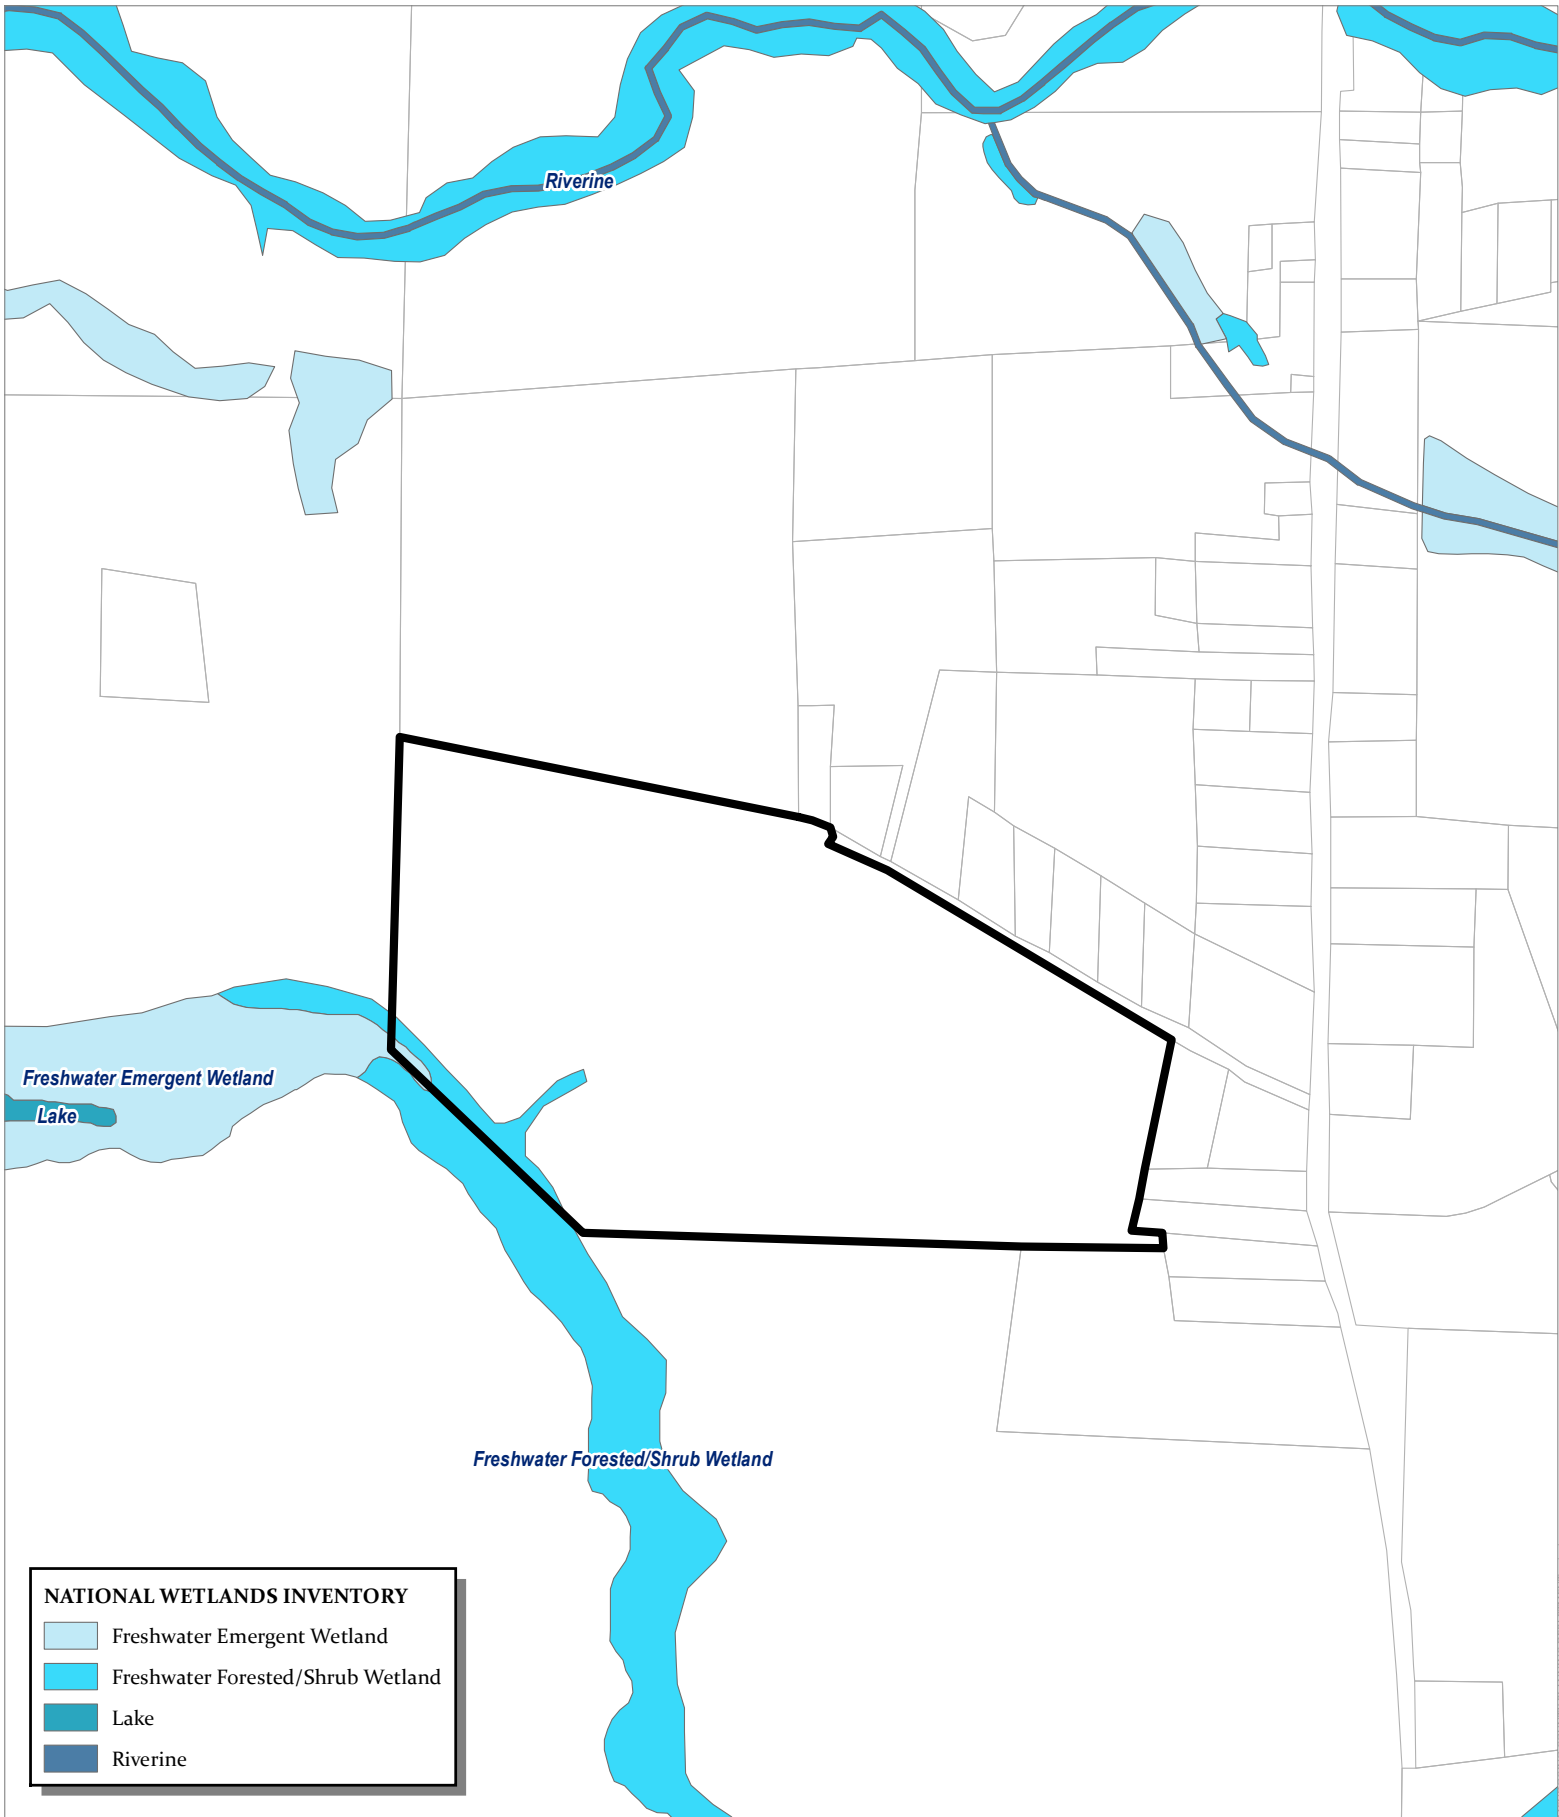 Riverine
Freshwater Emergent Wetland
Lake
Freshwater Forested/Shrub Wetland
NATIONAL WETLANDS INVENTORY
Freshwater Emergent Wetland
Freshwater Forested/Shrub Wetland
Lake
Riverine